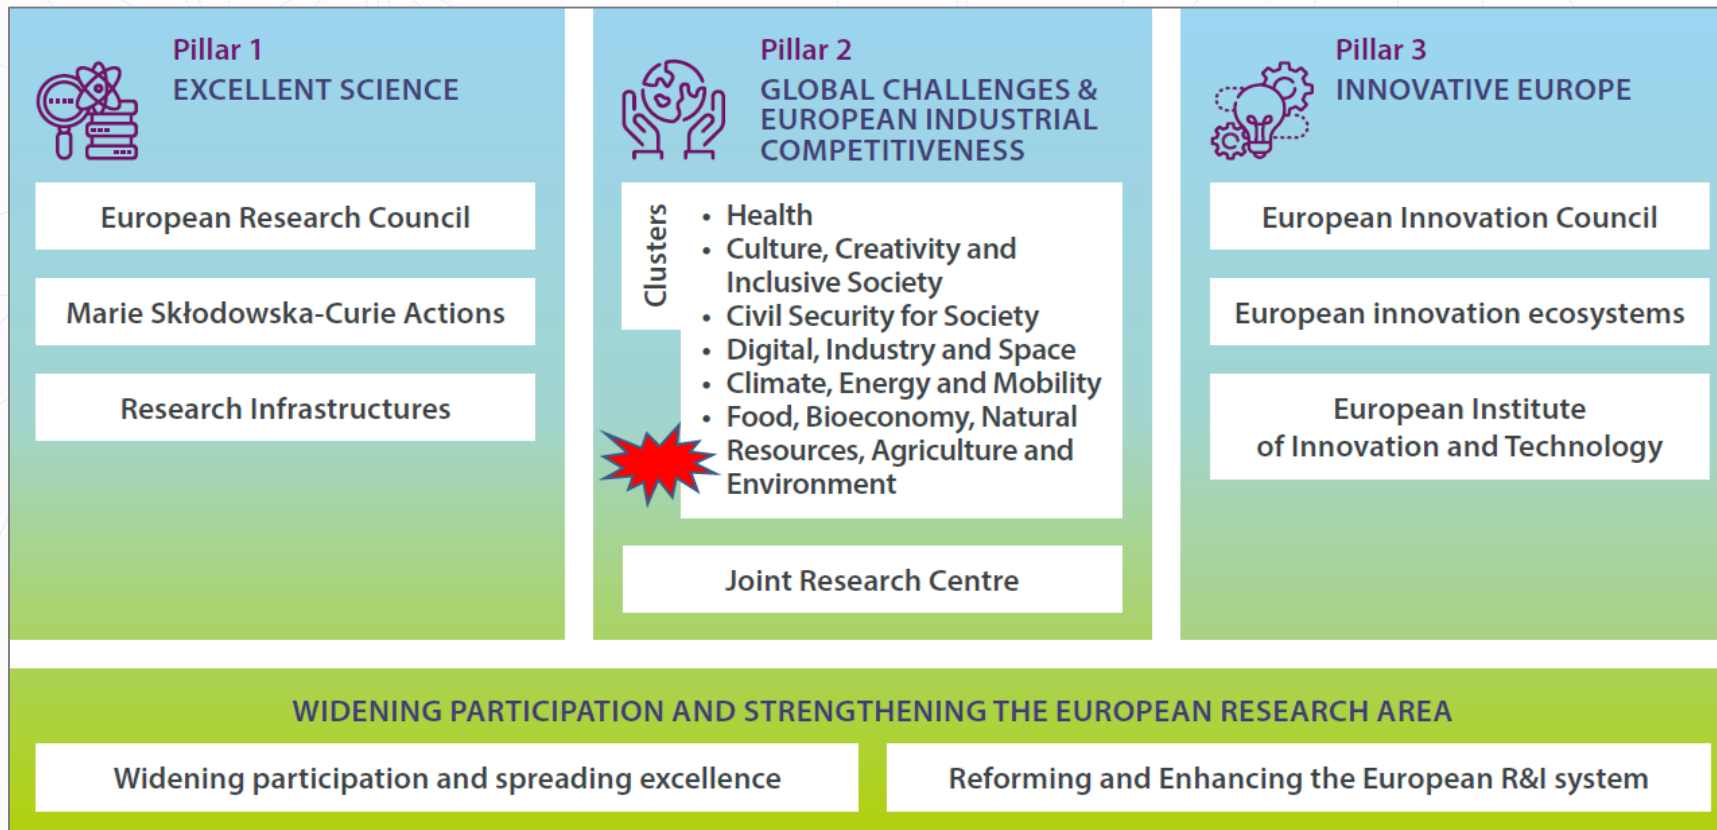 Pillar 1
EXCELLENT SCIENCE
European Research Council
Marie Skłodowska-Curie Actions
Research Infrastructures
Pillar 2
GLOBAL CHALLENGES &
EUROPEAN INDUSTRIAL
COMPETITIVENESS
Clusters
• Health
• Culture, Creativity and
Inclusive Society
• Civil Security for Society
• Digital, Industry and Space
• Climate, Energy and Mobility
• Food, Bioeconomy, Natural
Resources, Agriculture and
Environment
Joint Research Centre
Pillar 3
INNOVATIVE EUROPE
European Innovation Council
European innovation ecosystems
European Institute
of Innovation and Technology
WIDENING PARTICIPATION AND STRENGTHENING THE EUROPEAN RESEARCH AREA
Widening participation and spreading excellence
Reforming and Enhancing the European R&I system